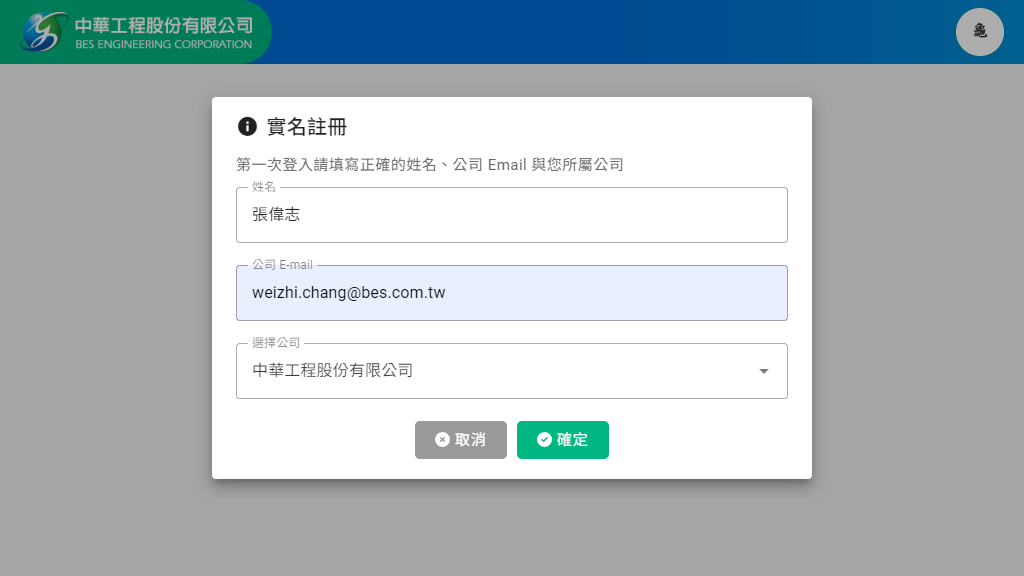 中華工程股份有限公司
BES ENGINEERING CORPORATION
龜
實名註冊
第一次登入請填寫正確的姓名、公司 Email 與您所屬公司
姓名
張偉志
公司 E-mail
weizhi.chang@bes.com.tw
選擇公司
中華工程股份有限公司
取消
確定